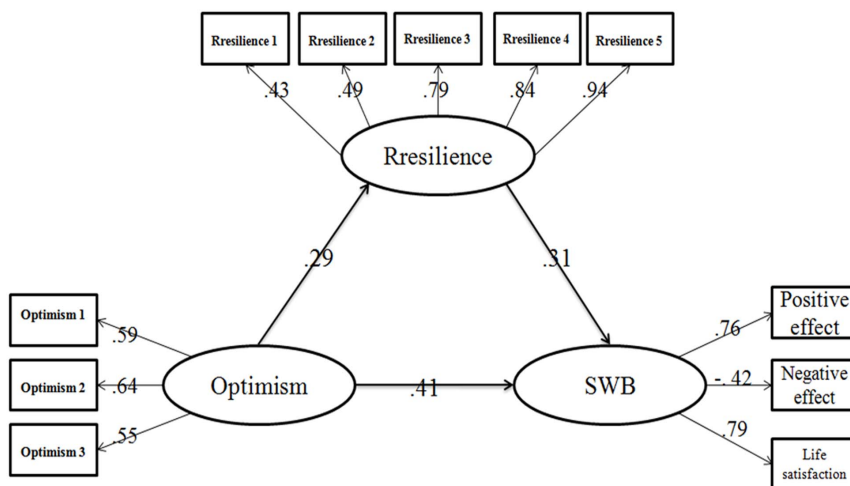 Rresilience 1
Rresilience 2
Rresilience 3
Rresilience 4
Rresilience 5
.43
.49
.79
.84
.94
Rresilience
.29
.31
Optimism 1
Optimism 2
Optimism 3
.59
.64
.55
Optimism
.41
SWB
.76
-.42
.79
Positive
effect
Negative
effect
Life
satisfaction